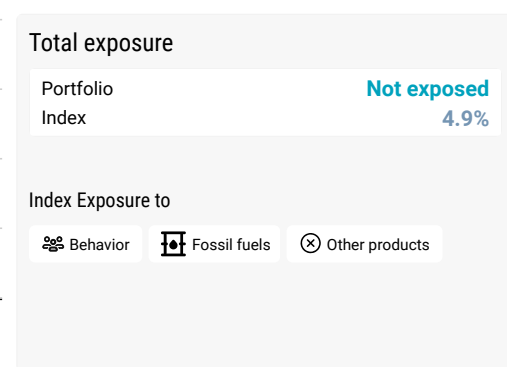 Total exposure
Portfolio Not exposed
Index 4.9%
Index Exposure to
Behavior Fossil fuels Other products